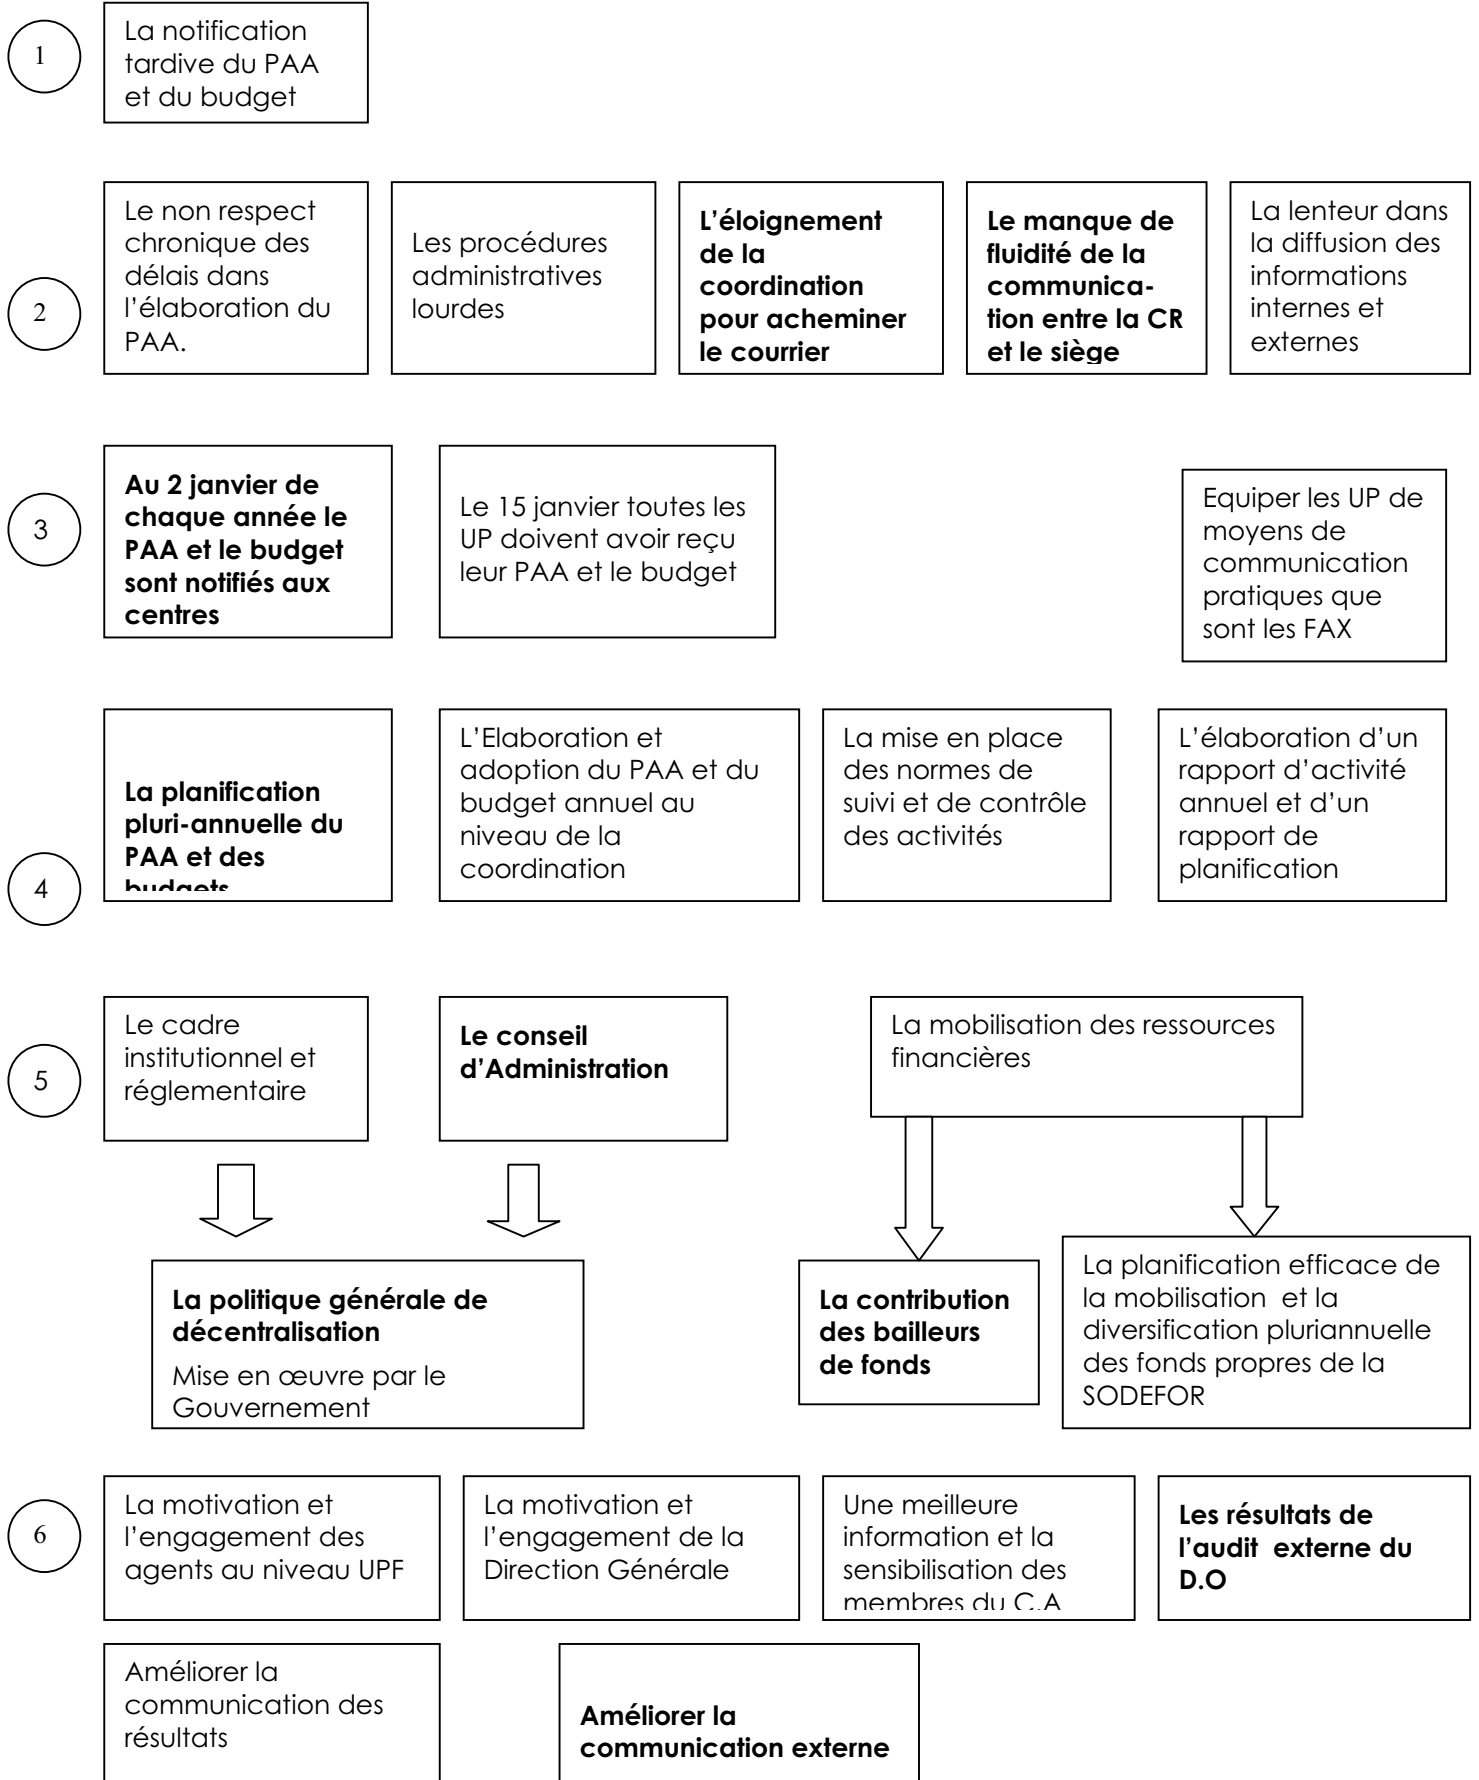 1
La notification
tardive du PAA
et du budget
2
Le non respect
chronique des
délais dans
l’élaboration du
PAA.
Les procédures
administratives
lourdes
L’éloignement
de la
coordination
pour acheminer
le courrier
Le manque de
fluidité de la
communica-
tion entre la CR
et le siège
La lenteur dans
la diffusion des
informations
internes et
externes
3
Au 2 janvier de
chaque année le
PAA et le budget
sont notifiés aux
centres
Le 15 janvier toutes les
UP doivent avoir reçu
leur PAA et le budget
Equiper les UP de
moyens de
communication
pratiques que
sont les FAX
4
La planification
pluri-annuelle du
PAA et des
budgets
L’Elaboration et
adoption du PAA et du
budget annuel au
niveau de la
coordination
La mise en place
des normes de
suivi et de contrôle
des activités
L’élaboration d’un
rapport d’activité
annuel et d’un
rapport de
planification
5
Le cadre
institutionnel et
réglementaire
Le conseil
d’Administration
La mobilisation des ressources
financières
La politique générale de
décentralisation
Mise en œuvre par le
Gouvernement
La contribution
des bailleurs
de fonds
La planification efficace de
la mobilisation et la
diversification pluriannuelle
des fonds propres de la
SODEFOR
6
La motivation et
l’engagement des
agents au niveau UPF
La motivation et
l’engagement de la
Direction Générale
Une meilleure
information et la
sensibilisation des
membres du C.A
Les résultats de
l’audit externe du
D.O
Améliorer la
communication des
résultats
Améliorer la
communication externe